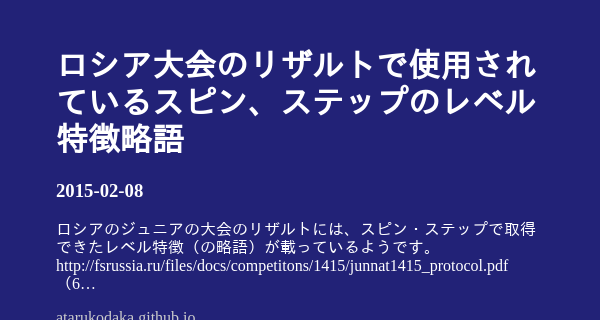 ロシア大会のリザルトで使用され
ているスピン、ステップのレベル
特徴略語
2015-02-08
ロシアのジュニアの大会のリザルトには、スピン・ステップで取得
できたレベル特徴（の略語）が載っているようです。
http://fsrussia.ru/files/docs/competitons/1415/junnat1415_protocol.pdf
（6…
atarukodaka.github.io